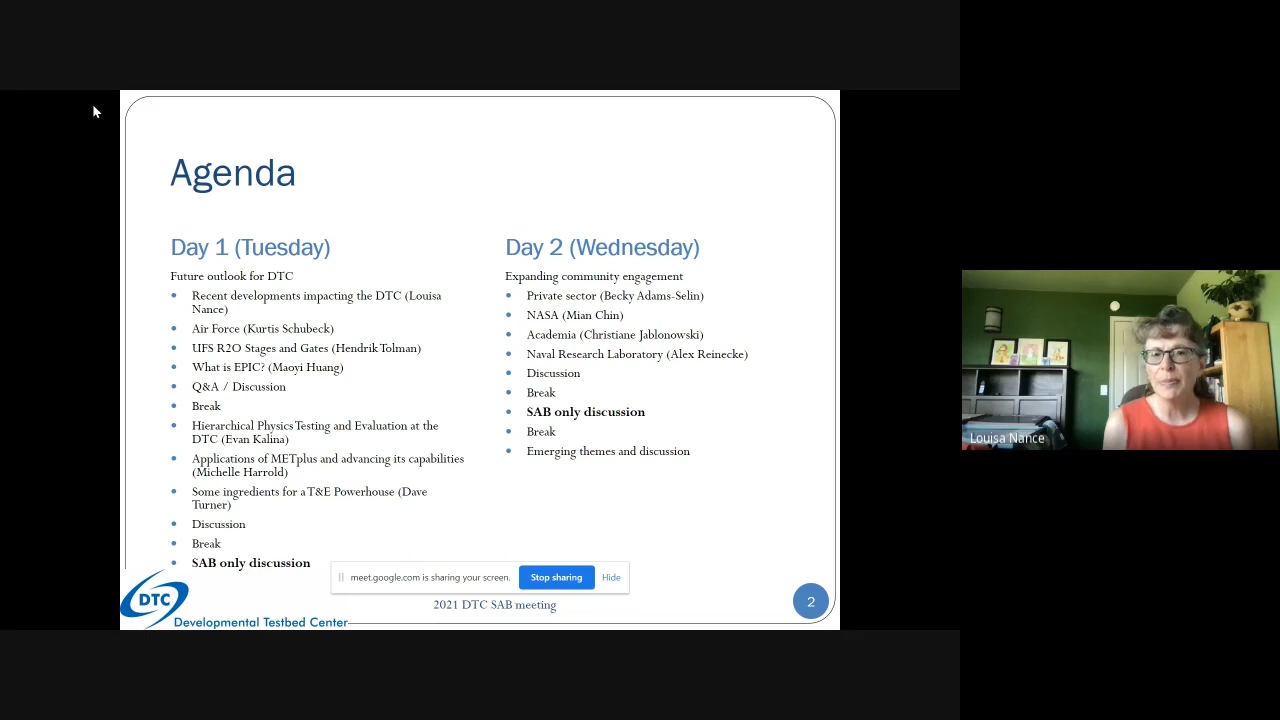 Agenda
Day 1 (Tuesday)
Future outlook for DTC
Recent developments impacting the DTC (Louisa
Nance)
Air Force (Kurtis Schubeck)
UFS R2O Stages and Gates (Hendrik Tolman)
What is EPIC? (Maoyi Huang)
Q&A / Discussion
Break
Hierarchical Physics Testing and Evaluation at the
DTC (Evan Kalina)
Applications of METplus and advancing its capabilities
(Michelle Harrold)
Some ingredients for a T&E Powerhouse (Dave
Turner)
Discussion
Break
SAB only discussion
Day 2 (Wednesday)
Expanding community engagement
Private sector (Becky Adams-Selin)
NASA (Mian Chin)
Academia (Christiane Jablonowski)
Naval Research Laboratory (Alex Reinecke)
Discussion
Break
SAB only discussion
Break
Emerging themes and discussion
meet.google.com is sharing your screen.
Stop sharing
Hide
DTC
Developmental Testbed Center
2021 DTC SAB meeting
2
Louisa Nance